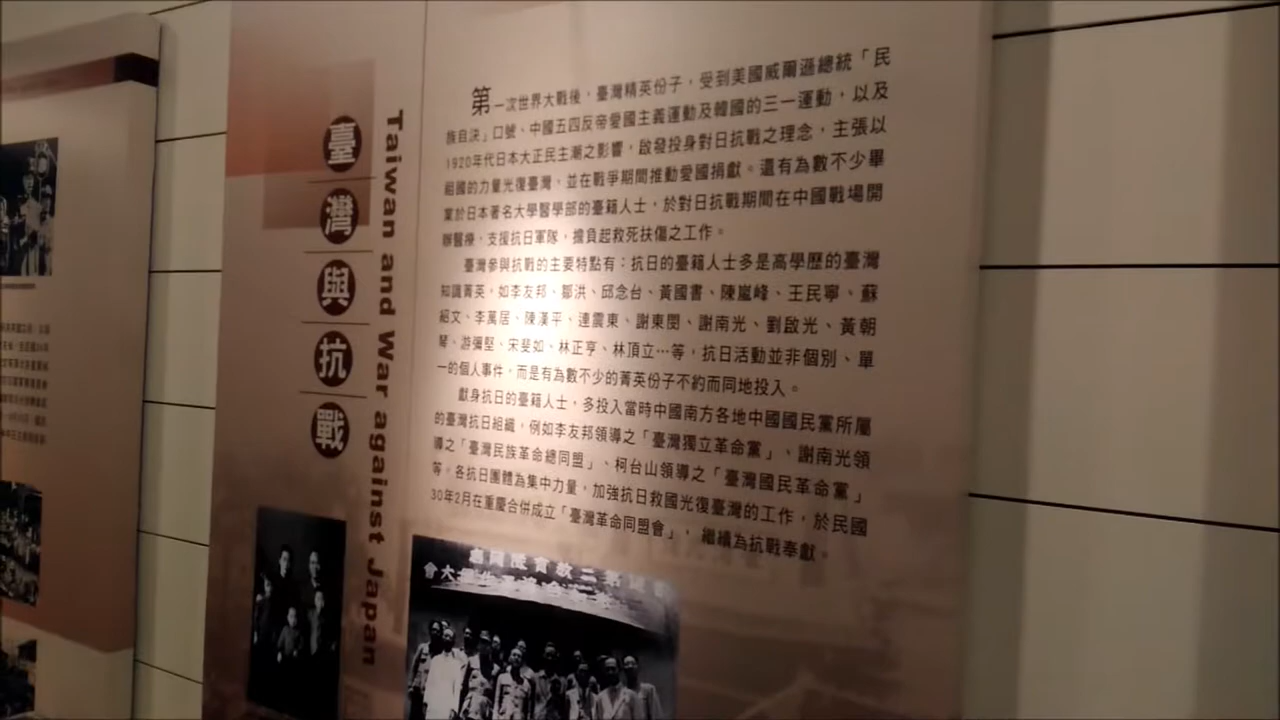 臺灣與抗戰
Taiwan and War against Japan
第一次世界大戰後，臺灣精英份子，受到美國威爾遜總統「民
族自決」口號、中國五四反帝愛國主義運動及韓國的三一運動，以及
1920年代日本大正民主潮之影響，啟發投身對日抗戰之理念，主張以
組國的力量光復臺灣、並在戰爭期間推動愛國捐獻。還有為數不少畢
業於日本著名大學醫學部的臺籍人士，於對日抗戰期間在中國戰場開
辦醫療，支援抗日軍隊，擔負起救死扶傷之工作。
臺灣參與抗戰的主要特點有：抗日的臺籍人士多是高學歷的臺灣
知識菁英，如李友邦、鄒洪、邱念台、黃國書、陳嵐峰、王民寧、蘇
紹文、李萬居、陳漢平、連震東、謝東閔、謝南光、劉啟光、黃朝
琴、游彌堅、宋斐如、林正亨、林頂立…等，抗日活動並非個別、單
一的個人事件，而是有為數不少的菁英份子不約而同地投入。
獻身抗日的臺籍人士，多投入當時中國南方各地中國國民黨所屬
的臺灣抗日組織，例如李友邦領導之「臺灣獨立革命黨」、謝南光領
導之「臺灣民族革命總同盟」、柯台山領導之「臺灣國民革命黨」
等。各抗日團體為集中力量，加強抗日救國光復臺灣的工作，於民國
30年2月在重慶合併成立「臺灣革命同盟會」，繼續為抗戰奉獻。